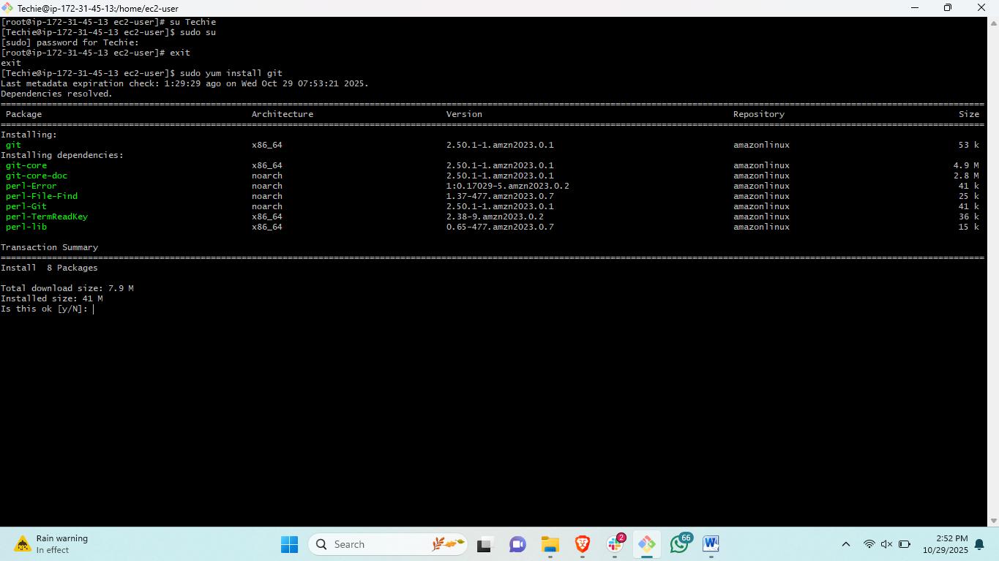 Techie@ip-172-31-45-13:/home/ec2-user
[root@ip-172-31-45-13 ec2-user]# su Techie
[Techie@ip-172-31-45-13 ec2-user]$ sudo su
[sudo] password for Techie:
[root@ip-172-31-45-13 ec2-user]# exit
exit
[Techie@ip-172-31-45-13 ec2-user]$ sudo yum install git
Last metadata expiration check: 1:29:29 ago on Wed Oct 29 07:53:21 2025.
Dependencies resolved.
Package Architecture Version Repository Size
Installing:
git x86_64 2.50.1-1.amzn2023.0.1 amazonlinux 53 k
Installing dependencies:
git-core x86_64 2.50.1-1.amzn2023.0.1 amazonlinux 4.9 M
git-core-doc noarch 2.50.1-1.amzn2023.0.1 amazonlinux 2.8 M
perl-Error noarch 1:0.17029-5.amzn2023.0.2 amazonlinux 41 k
perl-File-Find noarch 1.37-477.amzn2023.0.7 amazonlinux 25 k
perl-Git noarch 2.50.1-1.amzn2023.0.1 amazonlinux 41 k
perl-TermReadKey x86_64 2.38-9.amzn2023.0.2 amazonlinux 36 k
perl-lib x86_64 0.65-477.amzn2023.0.7 amazonlinux 15 k
Transaction Summary
Install  8 Packages
Total download size: 7.9 M
Installed size: 41 M
Is this ok [y/N]:
Rain warning
In effect
Search
2
66
2:52 PM
10/29/2025